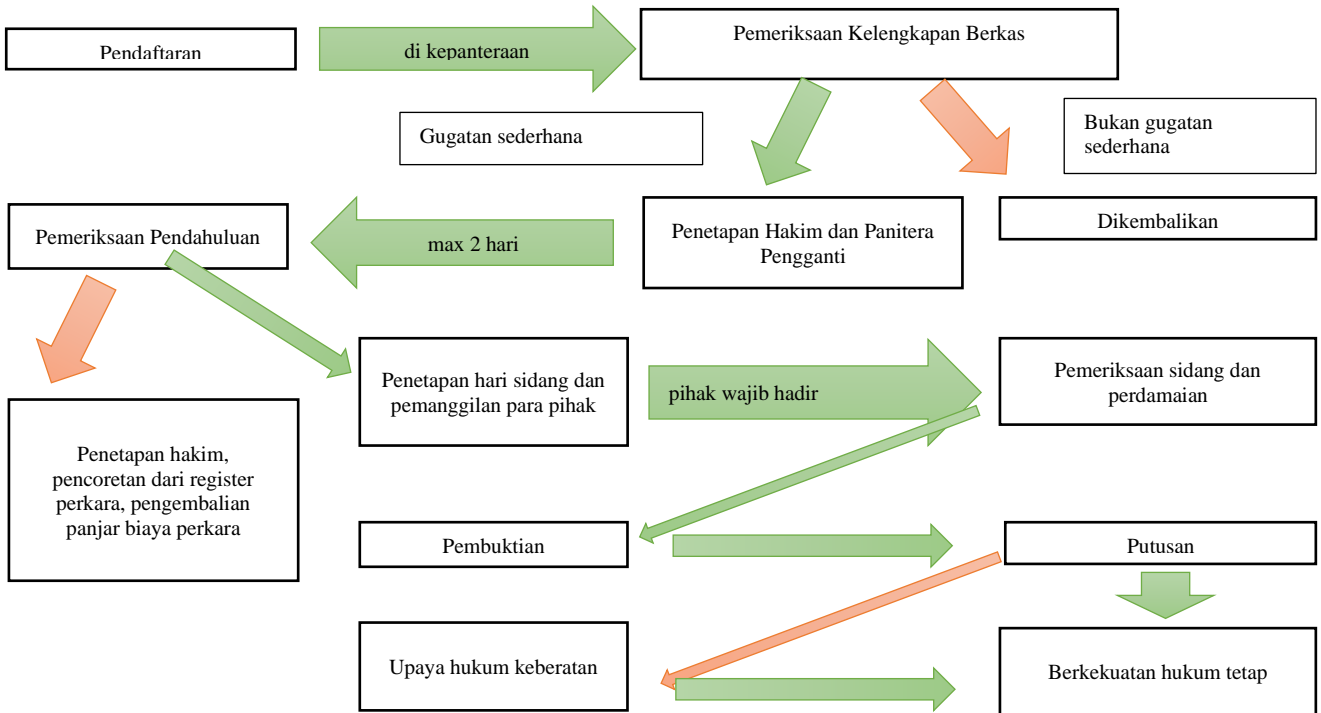 Pendaftaran
di kepanteraan
Pemeriksaan Kelengkapan Berkas
Gugatan sederhana
Bukan gugatan
sederhana
Pemeriksaan Pendahuluan
max 2 hari
Penetapan Hakim dan Panitera
Pengganti
Dikembalikan
Penetapan hari sidang dan
pemanggilan para pihak
pihak wajib hadir
Pemeriksaan sidang dan
perdamaian
Penetapan hakim,
pencoretan dari register
perkara, pengembalian
panjar biaya perkara
Pembuktian
Putusan
Upaya hukum keberatan
Berkekuatan hukum tetap